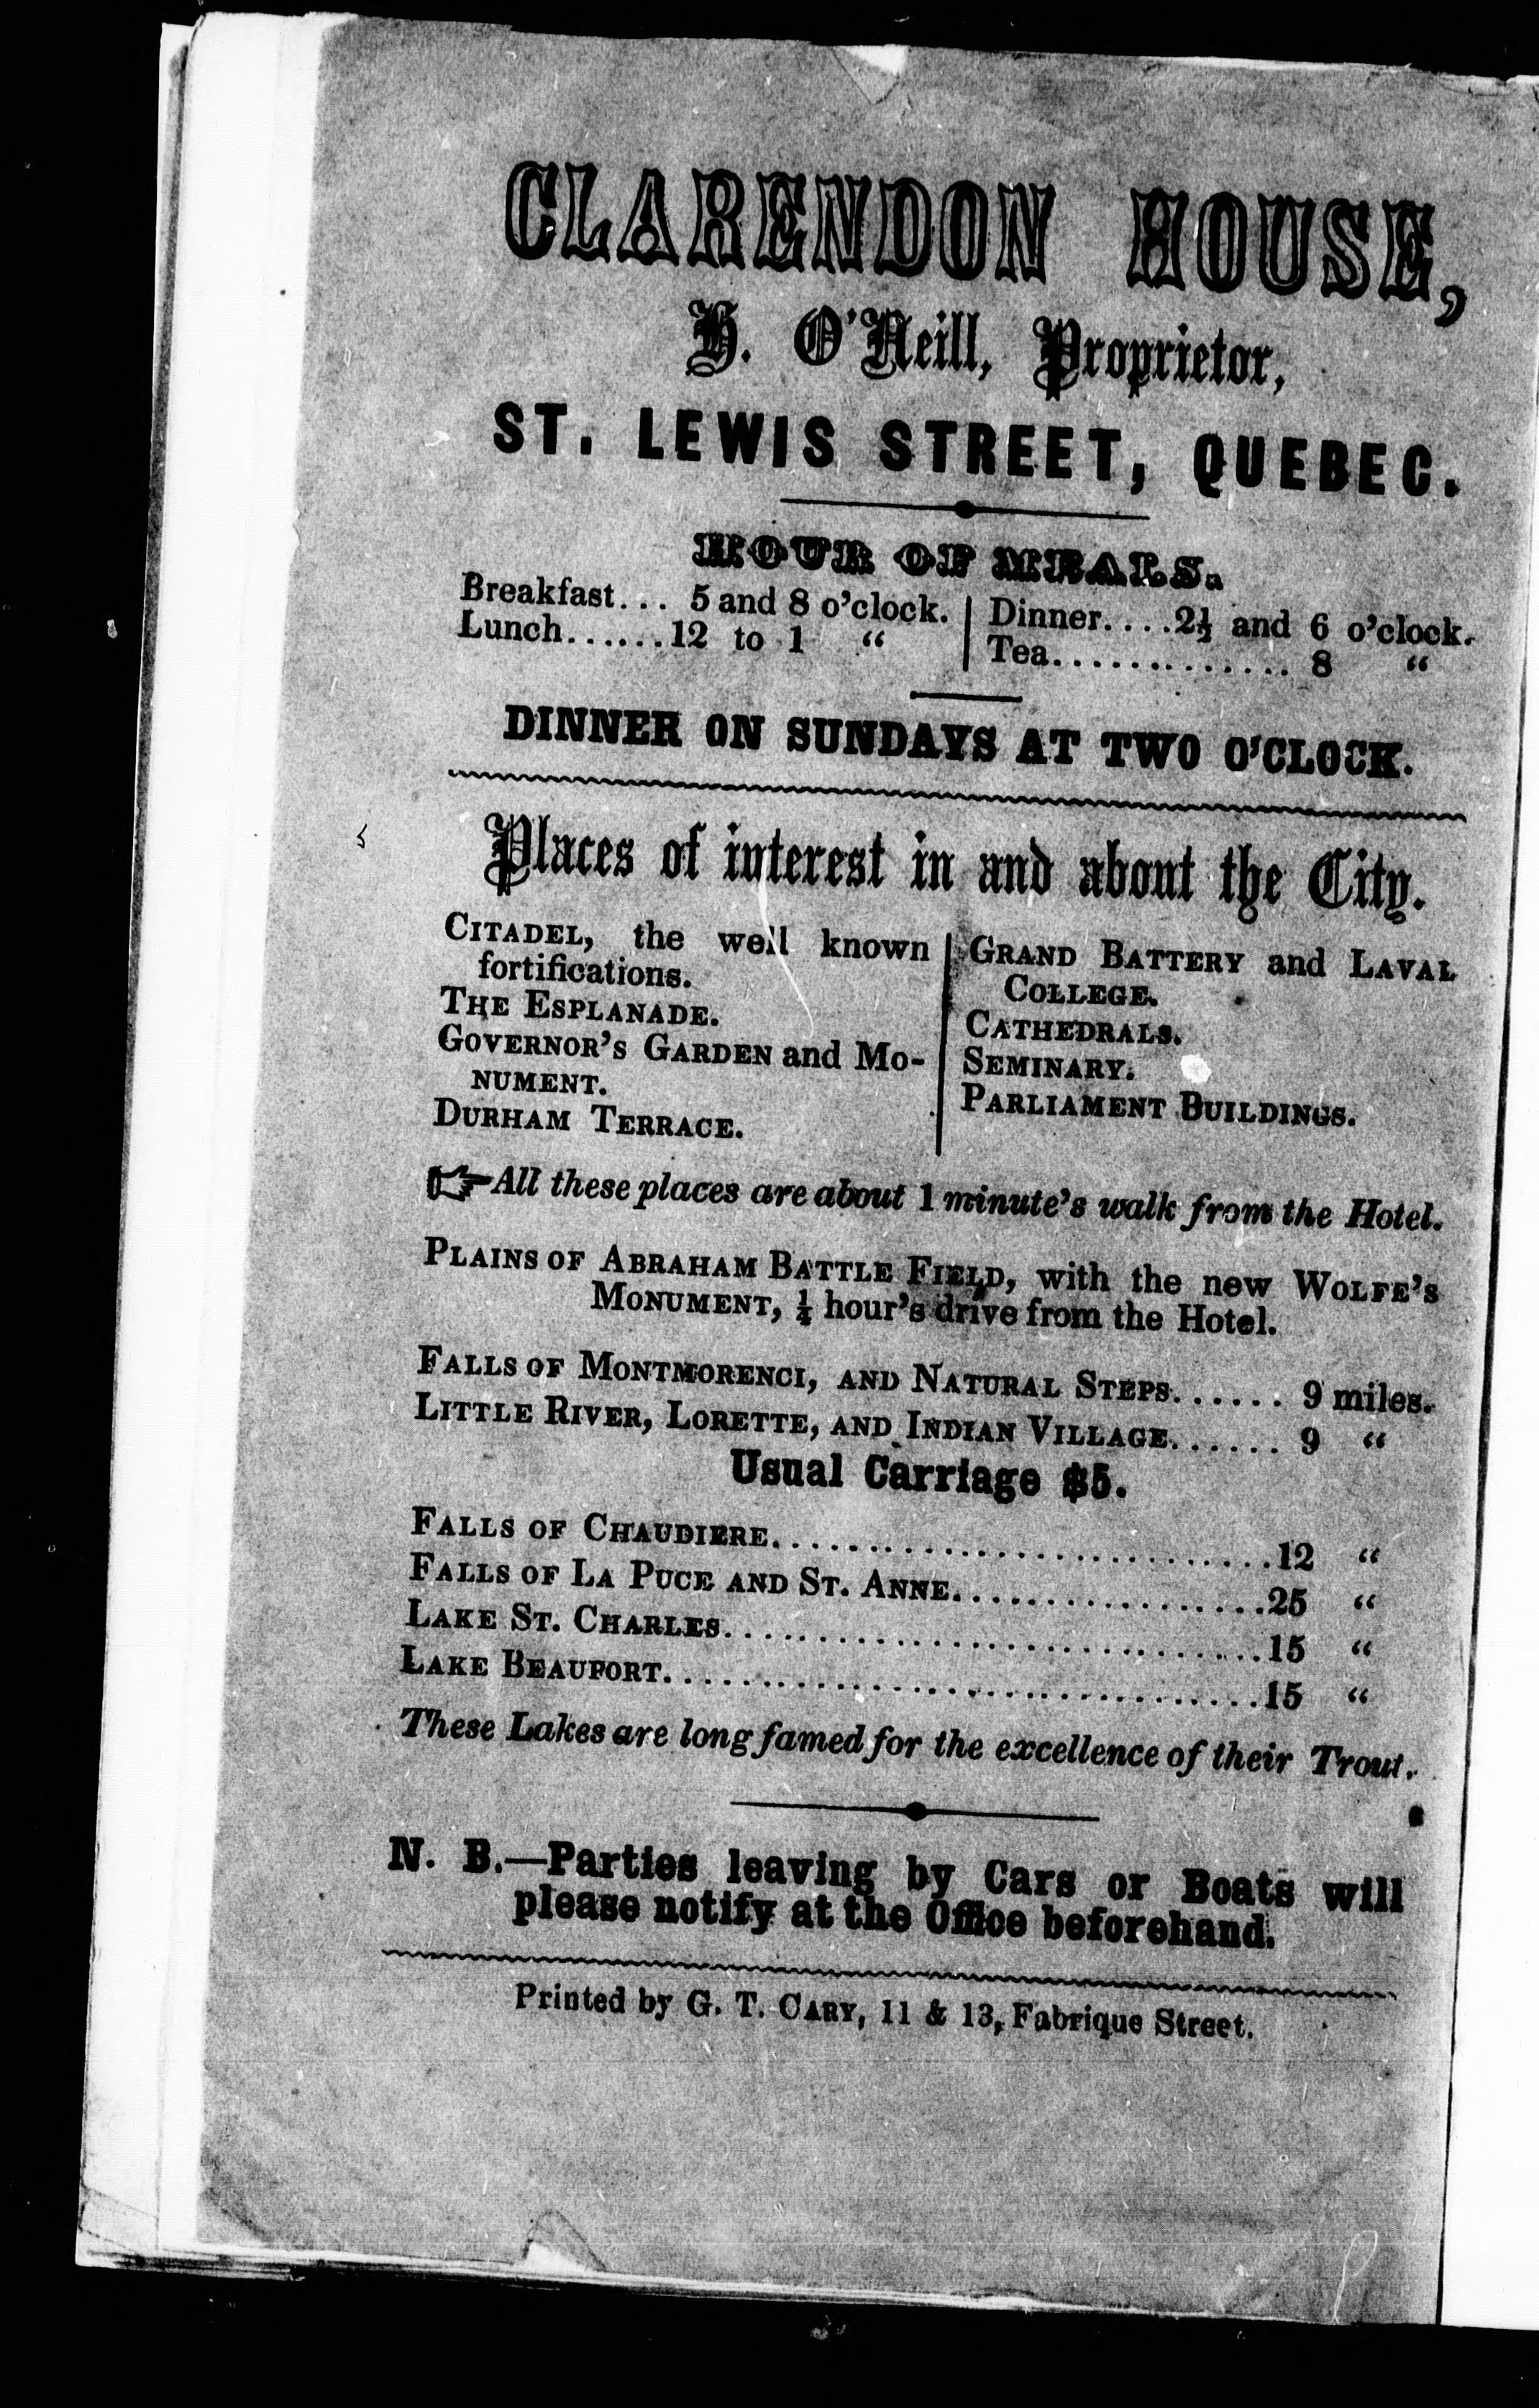 CLARENDON HOUSE,
H. O'Neill, Proprietor,
ST. LEWIS STREET, QUEBEC.
HOUR OF MEALS.
Breakfast... 5 and 8 o'clock.
Lunch......12 to 1 "
Dinner....2½ and 6 o'clock.
Tea.............. 8 "
DINNER ON SUNDAYS AT TWO O'CLOCK.
Places of interest in and about the City.
CITADEL, the well known
fortifications.
THE ESPLANADE.
GOVERNOR'S GARDEN and MO-
NUMENT.
DURHAM TERRACE.
GRAND BATTERY and LAVAL
COLLEGE.
CATHEDRALS.
SEMINARY.
PARLIAMENT BUILDINGS.
☞All these places are about 1 minute's walk from the Hotel.
PLAINS OF ABRAHAM BATTLE FIELD, with the new WOLFE'S
MONUMENT, ¼ hour's drive from the Hotel.
FALLS OF MONTMORENCI, AND NATURAL STEPS...... 9 miles.
LITTLE RIVER, LORETTE, AND INDIAN VILLAGE...... 9 "
Usual Carriage $5.
FALLS OF CHAUDIERE..............................12 "
FALLS OF LA PUCE AND ST. ANNE...................25 "
LAKE ST. CHARLES................................15 "
LAKE BEAUPORT...................................15 "
These Lakes are long famed for the excellence of their Trout.
N. B.—Parties leaving by Cars or Boats will
please notify at the Office beforehand.
Printed by G. T. CARY, 11 & 13, Fabrique Street.